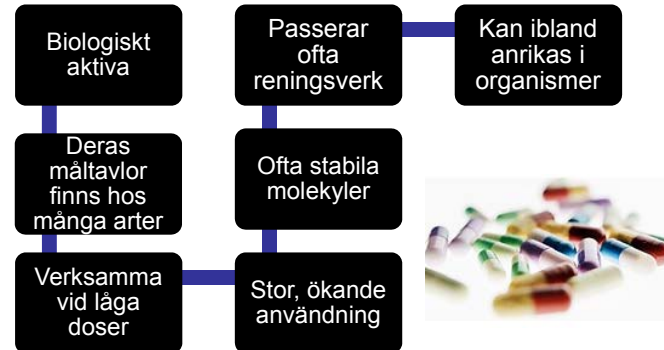 Biologiskt
aktiva
Deras
måltavlor
finns hos
många arter
Verksamma
vid låga
doser
Stor, ökande
användning
Ofta stabila
molekyler
Passerar
ofta
reningsverk
Kan ibland
anrikas i
organismer